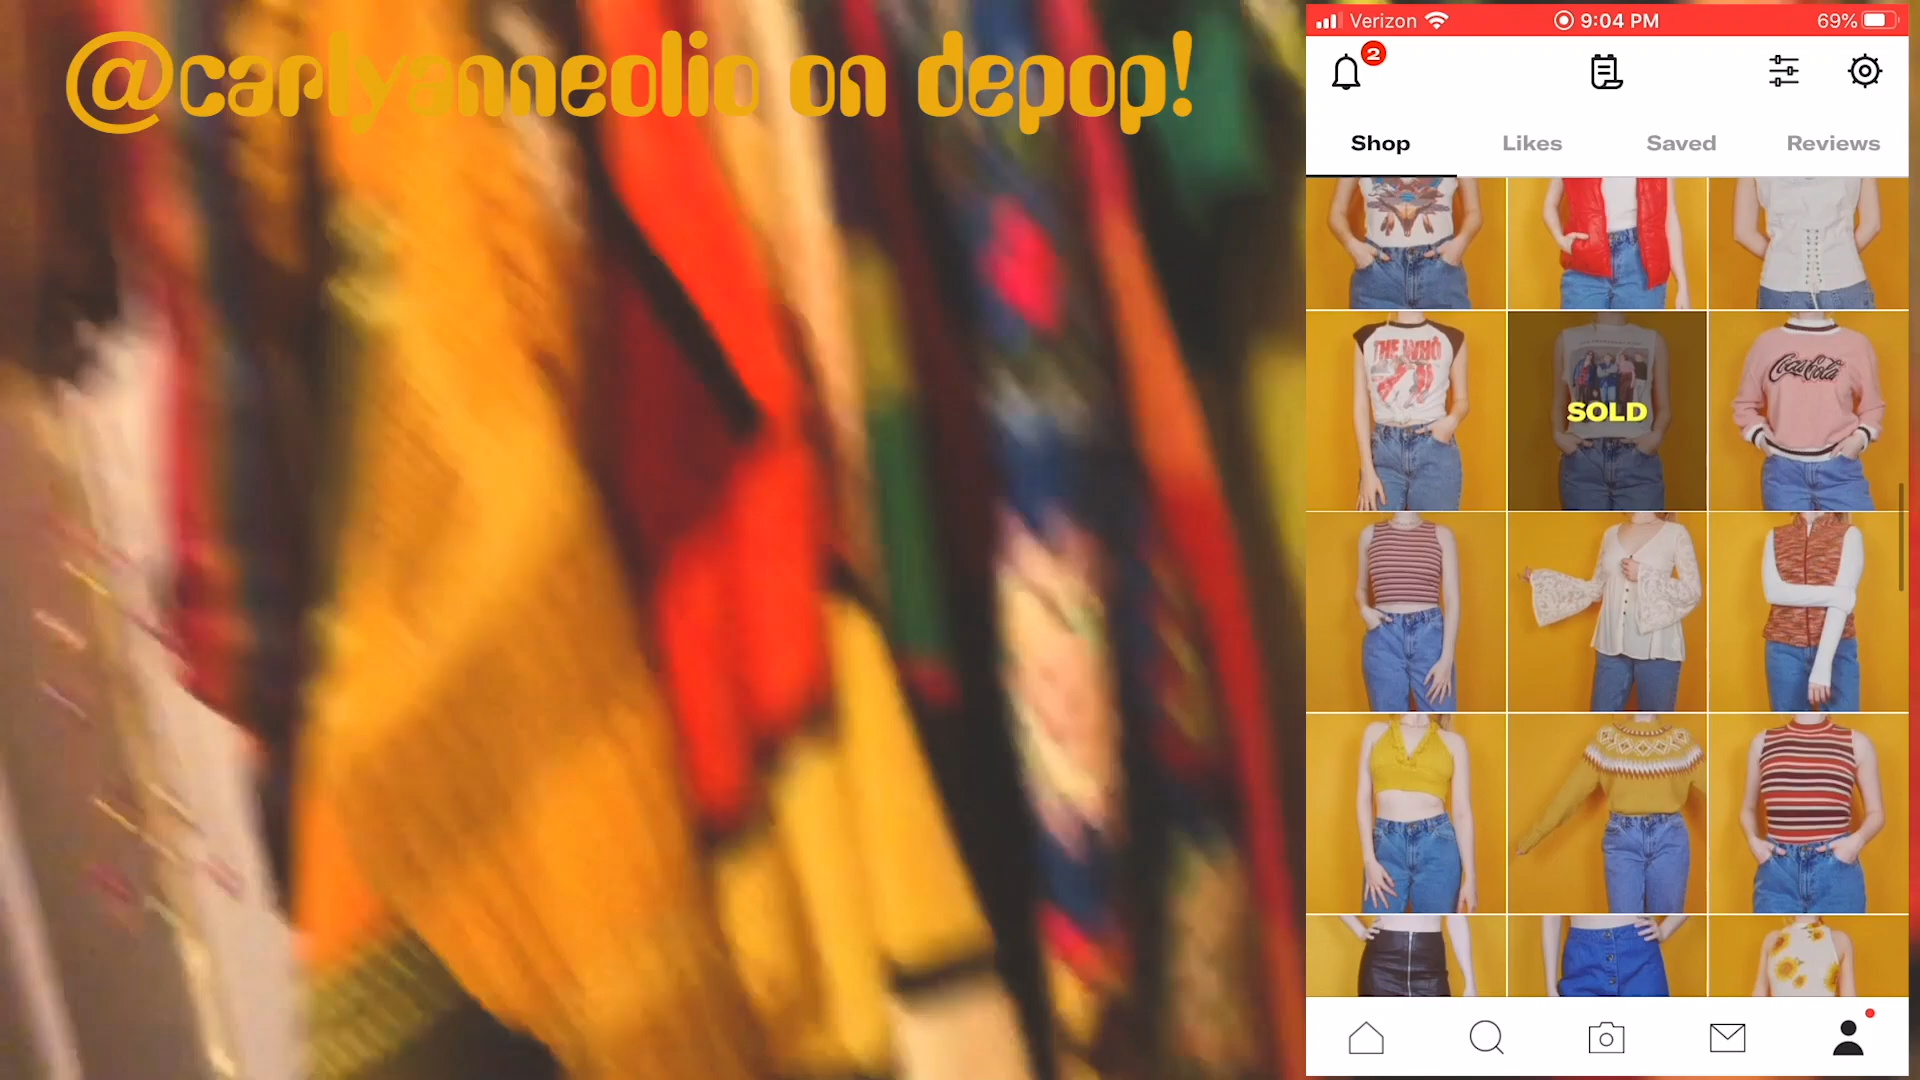 @carlyanneolio on depop!
Verizon
9:04 PM
69%
2
Shop
Likes
Saved
Reviews
THE WHO
SOLD
Coca-Cola